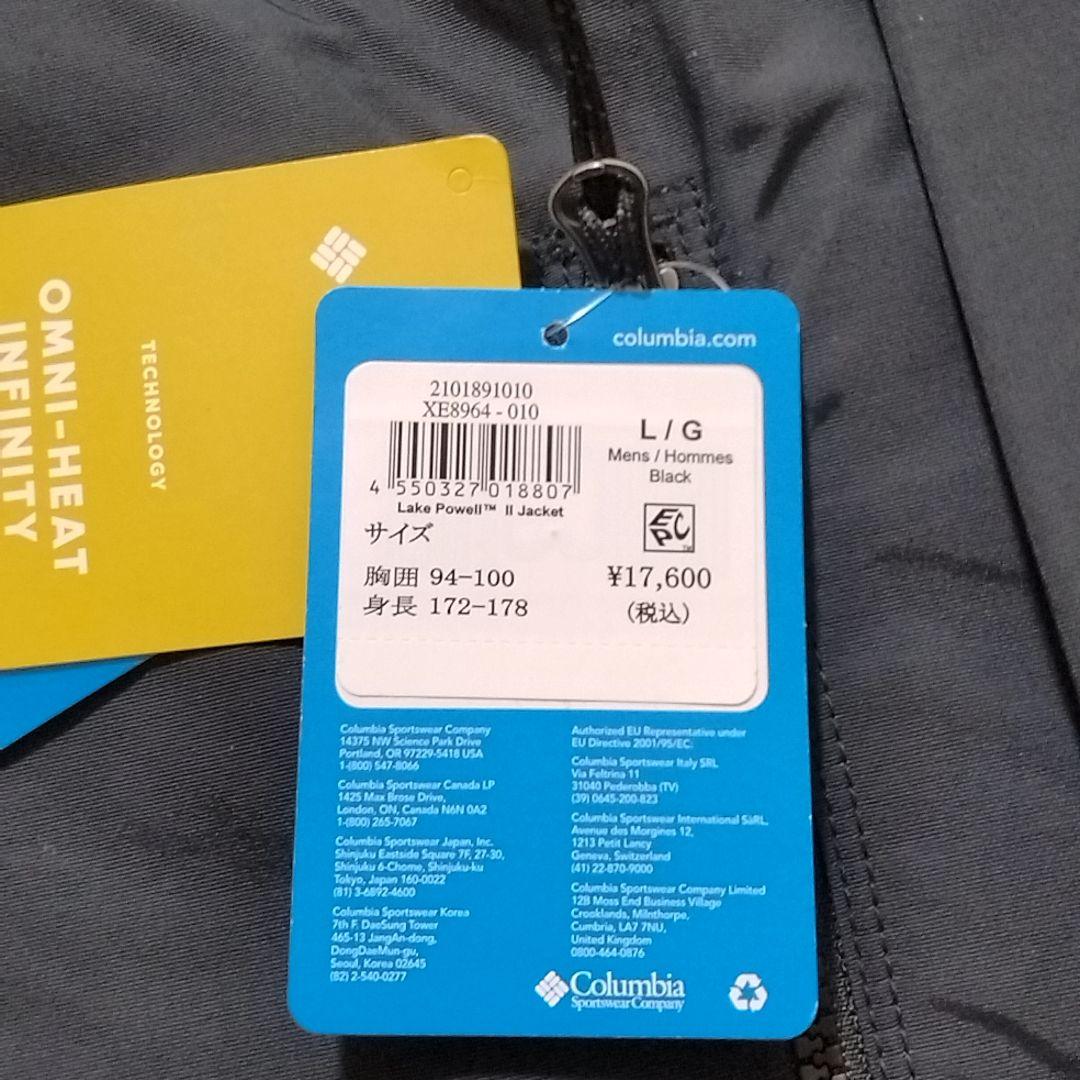 OMNI-HEAT
INFINITY
TECHNOLOGY
columbia.com
2101891010
XE8964-010
4 550327 018807
Lake Powell™ II Jacket
L / G
Mens / Hommes
Black
EPC™
サイズ
胸囲 94-100
身長 172-178
¥17,600
(税込)
Columbia Sportswear Company
14375 NW Science Park Drive
Portland, OR 97229-5418 USA
1-(800) 547-8066
Columbia Sportswear Canada LP
1425 Max Brose Drive,
London, ON, Canada N6N 0A2
1-(800) 265-7067
Columbia Sportswear Japan, Inc.
Shinjuku Eastside Square 7F, 27-30,
Shinjuku 6-Chome, Shinjuku-ku
Tokyo, Japan 160-0022
(81) 3-6892-4600
Columbia Sportswear Korea
7th F. DaeSung Tower
465-13 JangAn-dong,
DongDaeMun-gu,
Seoul, Korea 02645
(82) 2-540-0277
Authorized EU Representative under
EU Directive 2001/95/EC:
Columbia Sportswear Italy SRL
Via Feltrina 11
31040 Pederobba (TV)
(39) 0645-200-823
Columbia Sportswear International SàRL,
Avenue des Morgines 12,
1213 Petit Lancy
Geneva, Switzerland
(41) 22-870-9000
Columbia Sportswear Company Limited
12B Moss End Business Village
Crooklands, Milnthorpe,
Cumbria, LA7 7NU,
United Kingdom
0800-464-0876
Columbia
Sportswear Company